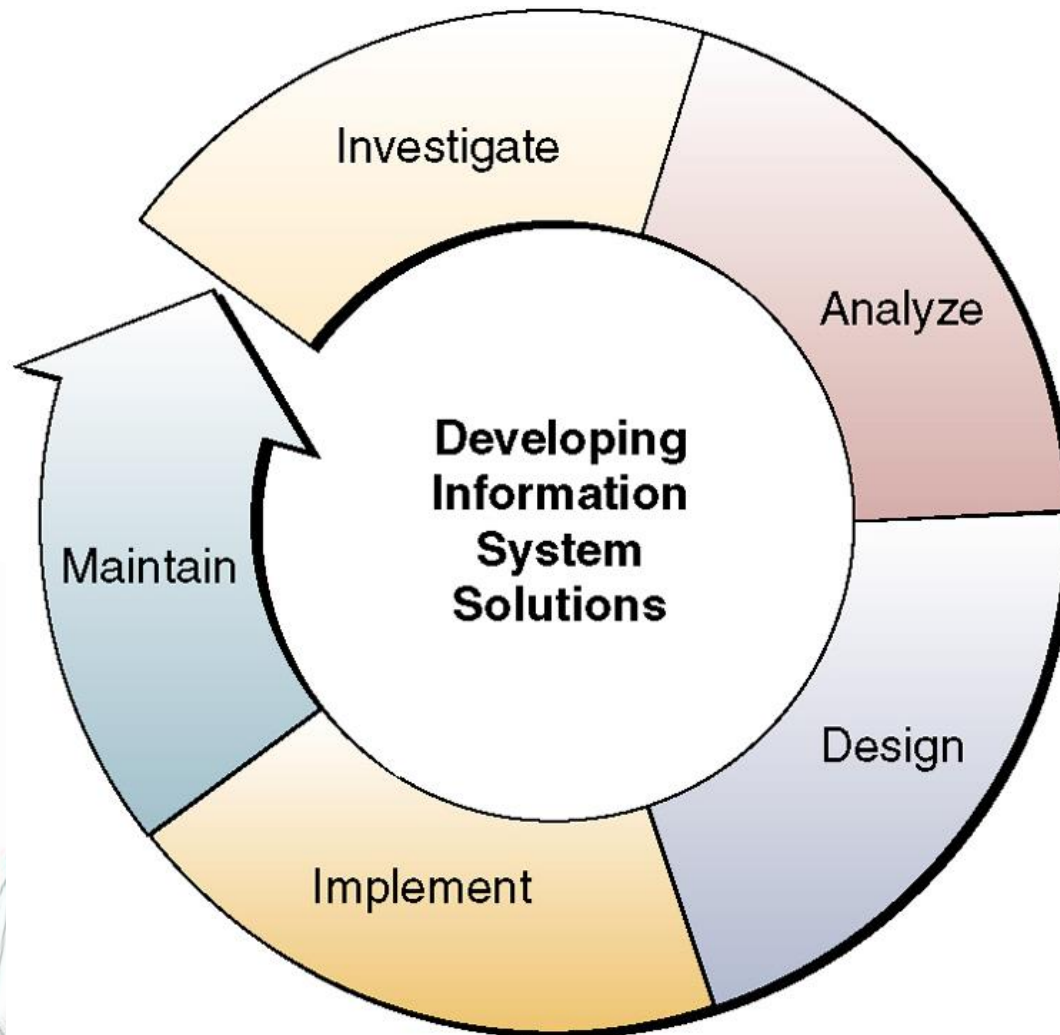 Investigate
Analyze
Developing
Information
System
Solutions
Maintain
Design
Implement